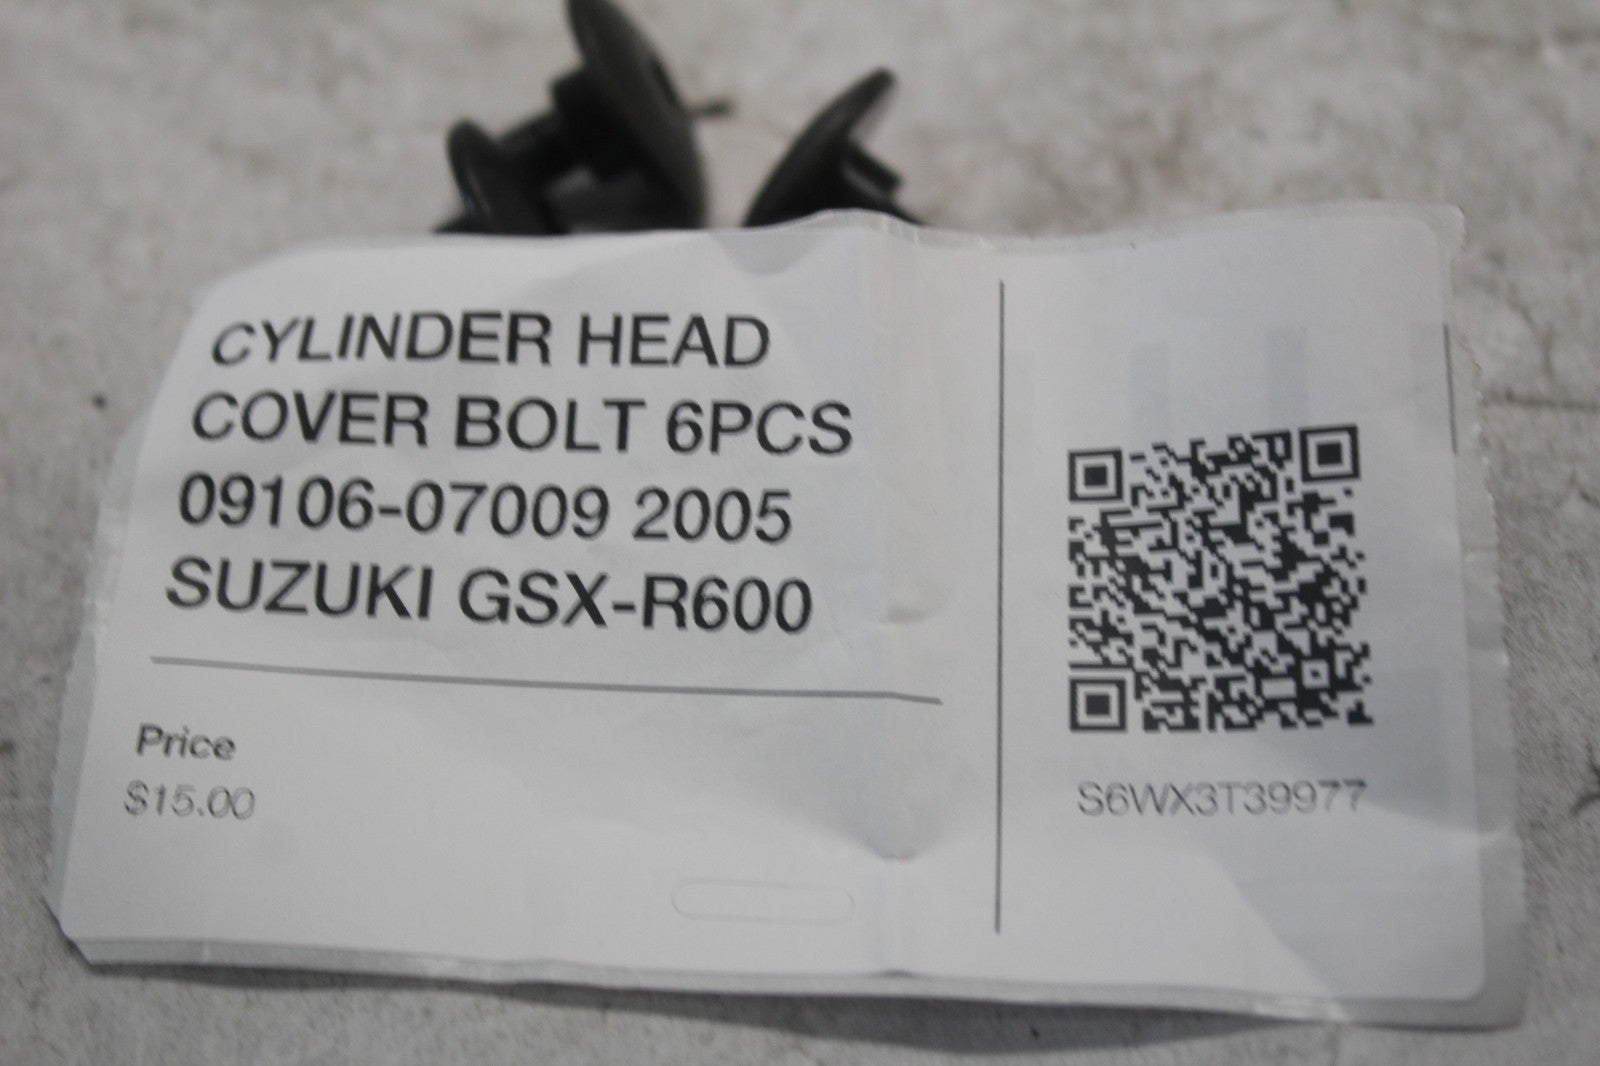 CYLINDER HEAD
COVER BOLT 6PCS
09106-07009 2005
SUZUKI GSX-R600
Price
$15.00
S6WX3T39977